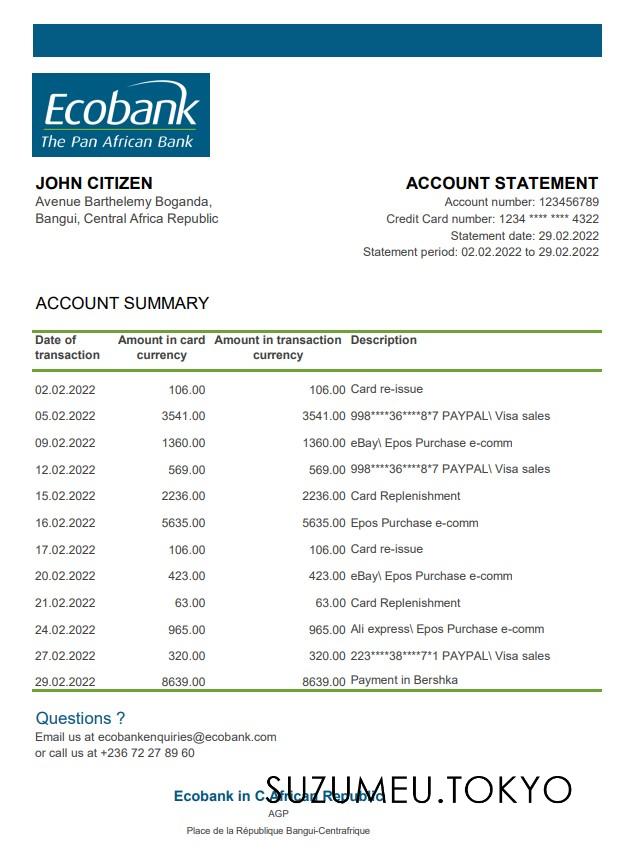 Ecobank
The Pan African Bank
JOHN CITIZEN
Avenue Barthelemy Boganda,
Bangui, Central Africa Republic
ACCOUNT STATEMENT
Account number: 123456789
Credit Card number: 1234 **** **** 4322
Statement date: 29.02.2022
Statement period: 02.02.2022 to 29.02.2022
ACCOUNT SUMMARY
Date of transaction Amount in card currency Amount in transaction currency Description
02.02.2022 106.00 106.00 Card re-issue
05.02.2022 3541.00 3541.00 998****36****8*7 PAYPAL\ Visa sales
09.02.2022 1360.00 1360.00 eBay\ Epos Purchase e-comm
12.02.2022 569.00 569.00 998****36****8*7 PAYPAL\ Visa sales
15.02.2022 2236.00 2236.00 Card Replenishment
16.02.2022 5635.00 5635.00 Epos Purchase e-comm
17.02.2022 106.00 106.00 Card re-issue
20.02.2022 423.00 423.00 eBay\ Epos Purchase e-comm
21.02.2022 63.00 63.00 Card Replenishment
24.02.2022 965.00 965.00 Ali express\ Epos Purchase e-comm
27.02.2022 320.00 320.00 223****38****7*1 PAYPAL\ Visa sales
29.02.2022 8639.00 8639.00 Payment in Bershka
Questions ?
Email us at ecobankenquiries@ecobank.com
or call us at +236 72 27 89 60
Ecobank in C.African Republic
SUZUMEU.TOKYO
AGP
Place de la République Bangui-Centrafrique